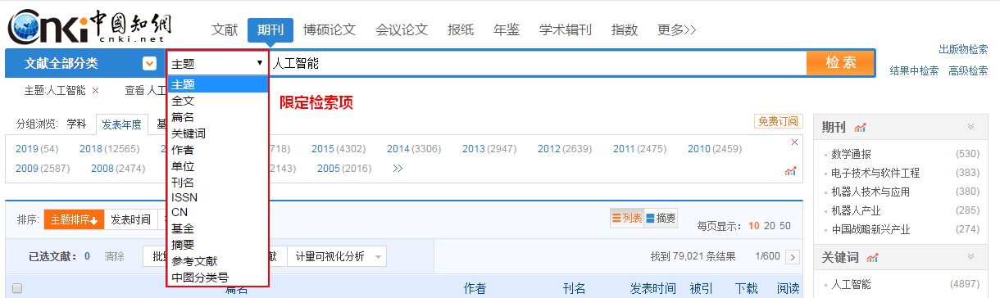 Cnki中国知網
cnki.net
文献 期刊 博硕论文 会议论文 报纸 年鉴 学术辑刊 指数 更多>>
出版物检索
文献全部分类 主题 人工智能 检索
结果中检索 高级检索
主题:人工智能 × 查看 人工
主题
全文
篇名
关键词
作者
单位
刊名
ISSN
CN
基金
摘要
参考文献
中图分类号
限定检索项
分组浏览: 学科 发表年度
免费订阅
2019(54) 2018(12565) 718) 2015(4302) 2014(3306) 2013(2947) 2012(2639) 2011(2475) 2010(2459)
2009(2587) 2008(2474) 2143) 2005(2016) >>
排序: 主题排序 发表时间
列表 摘要
每页显示: 10 20 50
已选文献: 0 清除 批 献 计量可视化分析
找到 79,021 条结果 1/600
篇名 作者 刊名 发表时间 被引 下载 阅读
期刊
数学通报 (530)
电子技术与软件工程 (383)
机器人技术与应用 (380)
机器人产业 (285)
中国战略新兴产业 (274)
关键词
人工智能 (4897)